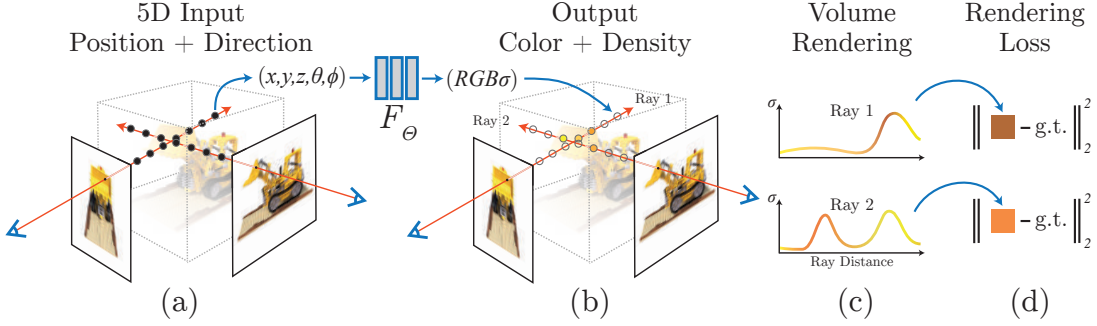 5D Input
Position + Direction
Output
Color + Density
Volume
Rendering
Rendering
Loss
(x,y,z,θ,ϕ)
(RGBσ)
F_Θ
Ray 1
Ray 2
σ
Ray 1
‖ – g.t. ‖²₂
σ
Ray 2
‖ – g.t. ‖²₂
Ray Distance
(a)
(b)
(c)
(d)